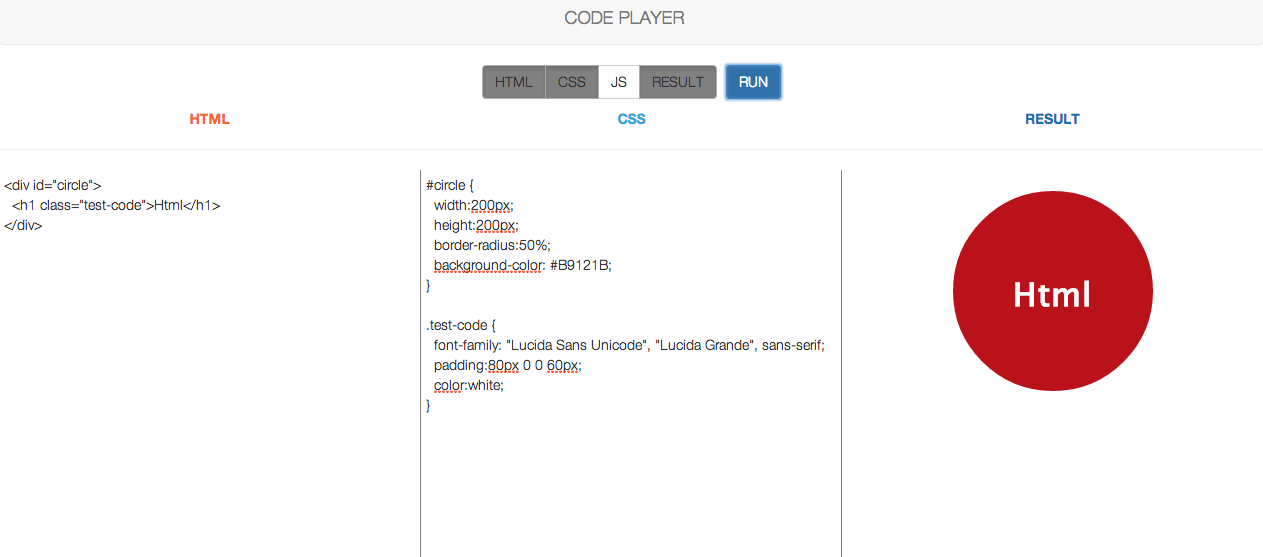 CODE PLAYER
HTML CSS JS RESULT RUN
HTML CSS RESULT
<div id="circle">
<h1 class="test-code">Html</h1>
</div>
#circle {
width:200px;
height:200px;
border-radius:50%;
background-color: #B9121B;
}
.test-code {
font-family: "Lucida Sans Unicode", "Lucida Grande", sans-serif;
padding:80px 0 0 60px;
color:white;
}
Html